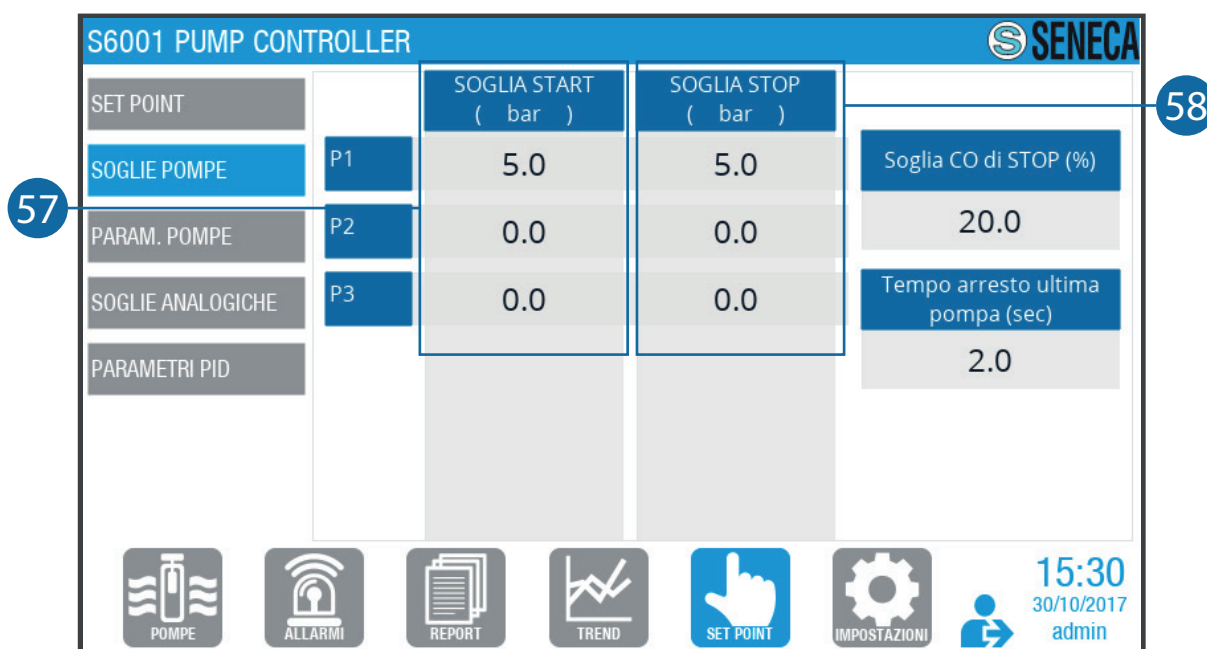 S6001 PUMP CONTROLLER
S SENECA
SET POINT
SOGLIE POMPE
PARAM. POMPE
SOGLIE ANALOGICHE
PARAMETRI PID
57
SOGLIA START
( bar )
SOGLIA STOP
( bar )
58
P1 5.0 5.0
P2 0.0 0.0
P3 0.0 0.0
Soglia CO di STOP (%)
20.0
Tempo arresto ultima
pompa (sec)
2.0
POMPE
ALLARMI
REPORT
TREND
SET POINT
IMPOSTAZIONI
15:30
30/10/2017
admin